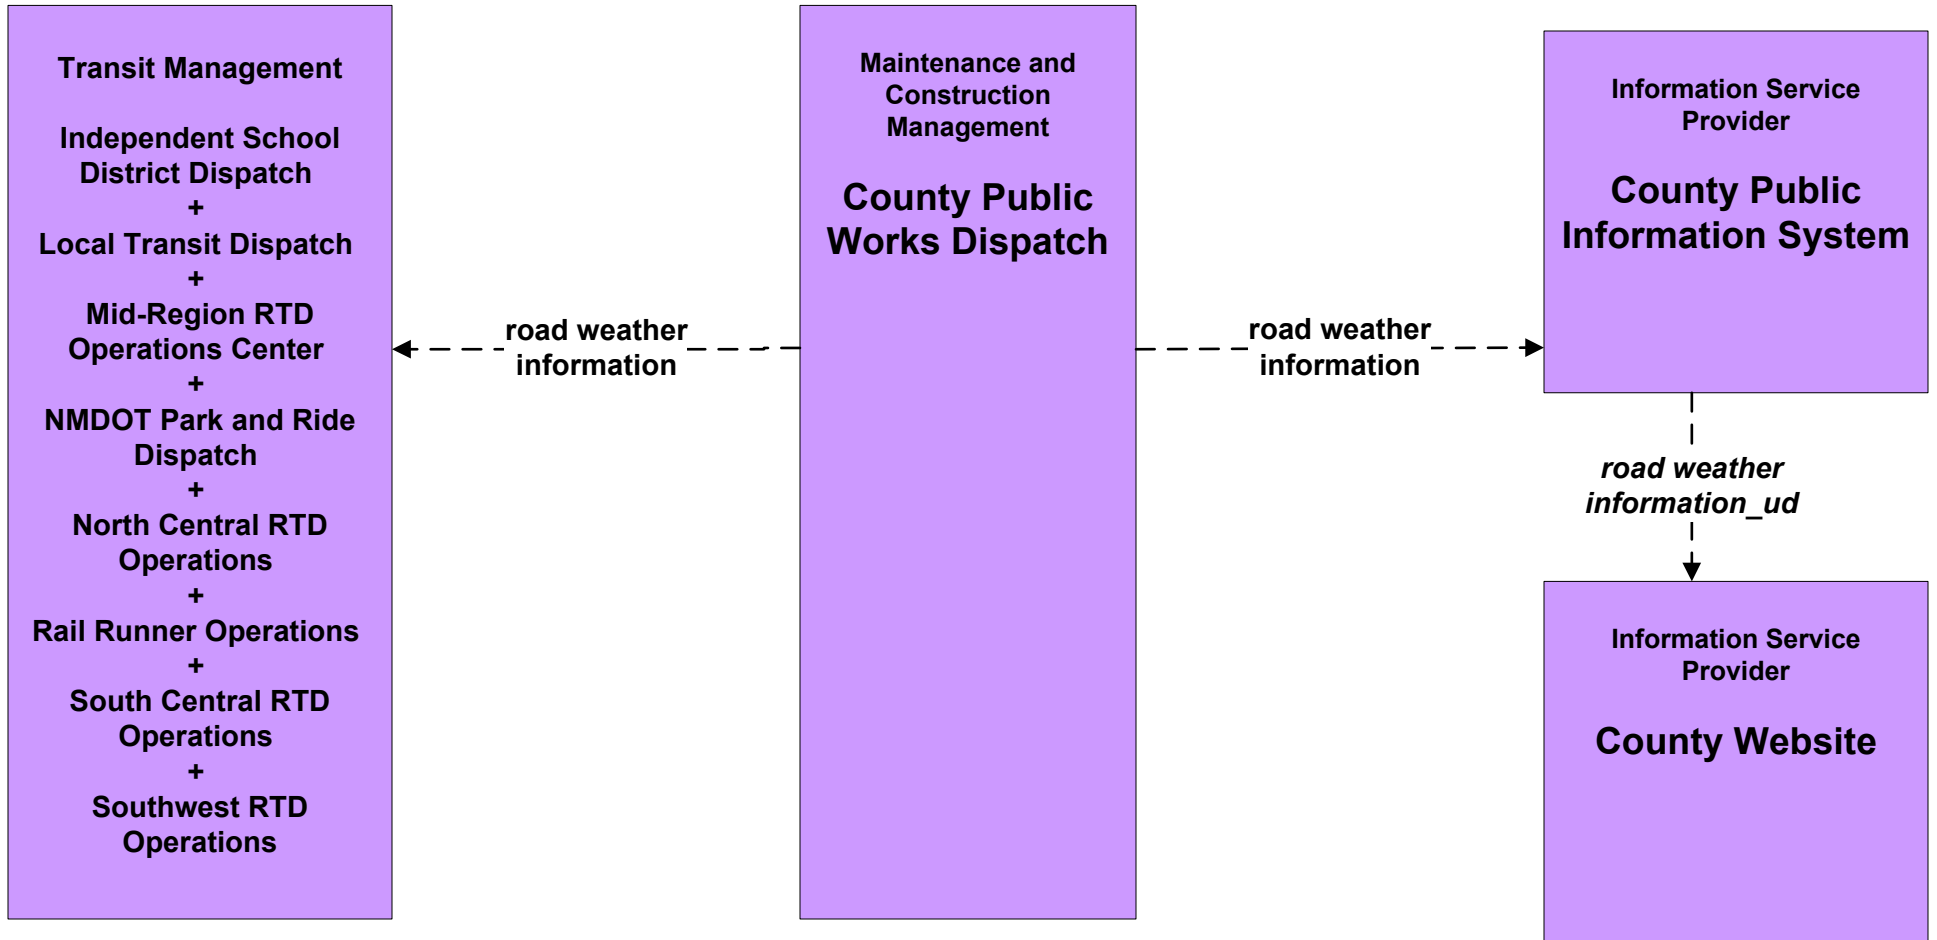 Transit Management
Independent School
District Dispatch
+
Local Transit Dispatch
+
Mid-Region RTD
Operations Center
+
NMDOT Park and Ride
Dispatch
+
North Central RTD
Operations
+
Rail Runner Operations
+
South Central RTD
Operations
+
Southwest RTD
Operations
road weather
information
Maintenance and
Construction
Management
County Public
Works Dispatch
road weather
information
Information Service
Provider
County Public
Information System
road weather
information_ud
Information Service
Provider
County Website